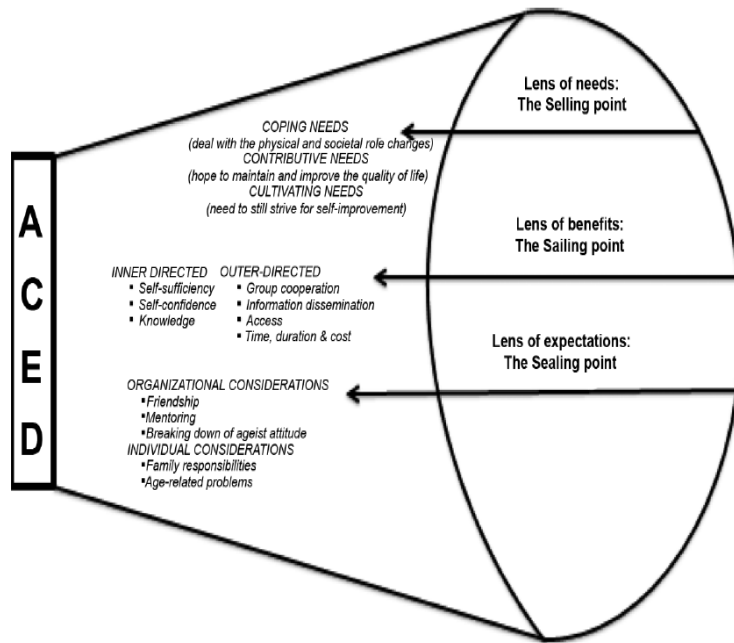 A
C
E
D
Lens of needs:
The Selling point
COPING NEEDS
(deal with the physical and societal role changes)
CONTRIBUTIVE NEEDS
(hope to maintain and improve the quality of life)
CULTIVATING NEEDS
(need to still strive for self-improvement)
Lens of benefits:
The Sailing point
INNER DIRECTED
▪ Self-sufficiency
▪ Self-confidence
▪ Knowledge
OUTER-DIRECTED
▪ Group cooperation
▪ Information dissemination
▪ Access
▪ Time, duration & cost
Lens of expectations:
The Sealing point
ORGANIZATIONAL CONSIDERATIONS
▪Friendship
▪Mentoring
▪Breaking down of ageist attitude
INDIVIDUAL CONSIDERATIONS
▪Family responsibilities
▪Age-related problems